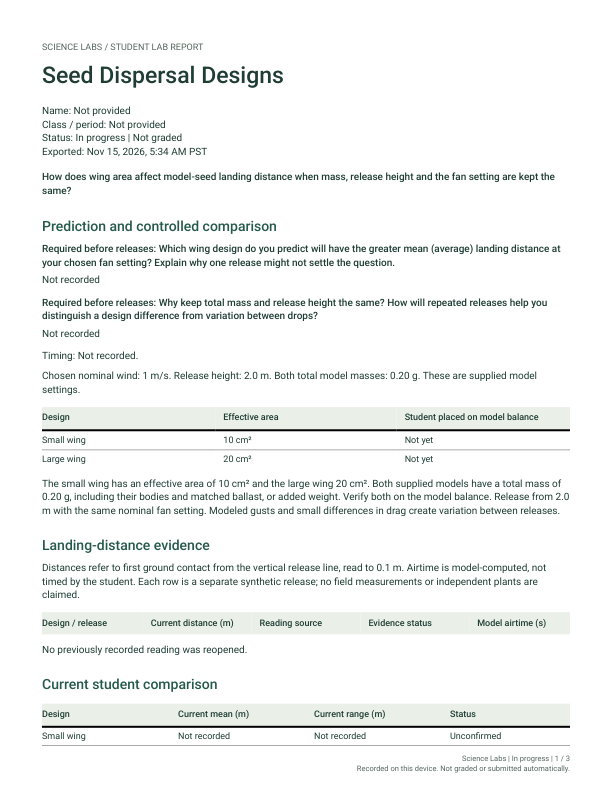 SCIENCE LABS / STUDENT LAB REPORT
Seed Dispersal Designs
Name: Not provided
Class / period: Not provided
Status: In progress | Not graded
Exported: Nov 15, 2026, 5:34 AM PST
How does wing area affect model-seed landing distance when mass, release height and the fan setting are kept the
same?
Prediction and controlled comparison
Required before releases: Which wing design do you predict will have the greater mean (average) landing distance at
your chosen fan setting? Explain why one release might not settle the question.
Not recorded
Required before releases: Why keep total mass and release height the same? How will repeated releases help you
distinguish a design difference from variation between drops?
Not recorded
Timing: Not recorded.
Chosen nominal wind: 1 m/s. Release height: 2.0 m. Both total model masses: 0.20 g. These are supplied model
settings.
Design Effective area Student placed on model balance
Small wing 10 cm² Not yet
Large wing 20 cm² Not yet
The small wing has an effective area of 10 cm² and the large wing 20 cm². Both supplied models have a total mass of
0.20 g, including their bodies and matched ballast, or added weight. Verify both on the model balance. Release from 2.0
m with the same nominal fan setting. Modeled gusts and small differences in drag create variation between releases.
Landing-distance evidence
Distances refer to first ground contact from the vertical release line, read to 0.1 m. Airtime is model-computed, not
timed by the student. Each row is a separate synthetic release; no field measurements or independent plants are
claimed.
Design / release Current distance (m) Reading source Evidence status Model airtime (s)
No previously recorded reading was reopened.
Current student comparison
Design Current mean (m) Current range (m) Status
Small wing Not recorded Not recorded Unconfirmed
Science Labs | In progress | 1 / 3
Recorded on this device. Not graded or submitted automatically.